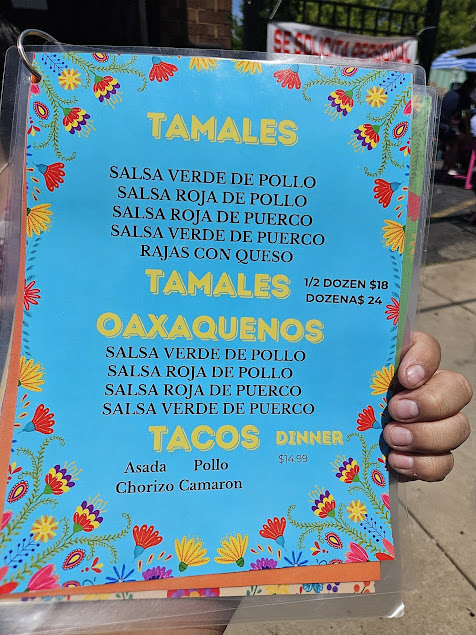 SE SOLICITA PERSONAL
TAMALES
SALSA VERDE DE POLLO
SALSA ROJA DE POLLO
SALSA ROJA DE PUERCO
SALSA VERDE DE PUERCO
RAJAS CON QUESO
TAMALES 1/2 DOZEN $18
DOZENA$ 24
OAXAQUENOS
SALSA VERDE DE POLLO
SALSA ROJA DE POLLO
SALSA ROJA DE PUERCO
SALSA VERDE DE PUERCO
TACOS DINNER
$14.99
Asada Pollo
Chorizo Camaron